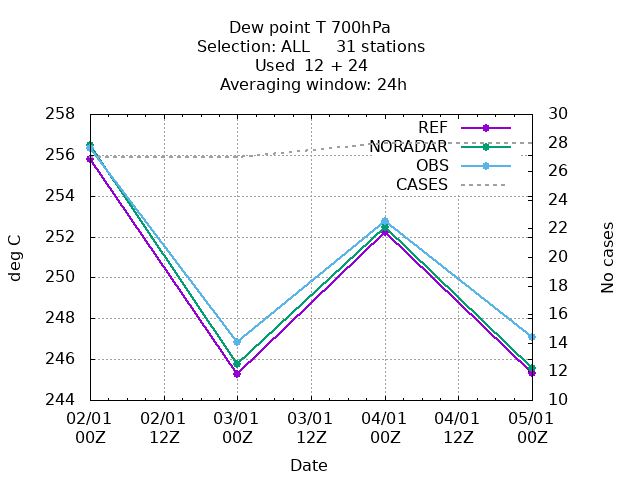 Dew point T 700hPa
Selection: ALL 31 stations
Used 12 + 24
Averaging window: 24h
258
256
254
252
250
248
246
244
deg C
30
28
26
24
22
20
18
16
14
12
10
No cases
REF
NORADAR
OBS
CASES
02/01 02/01 03/01 03/01 04/01 04/01 05/01
00Z 12Z 00Z 12Z 00Z 12Z 00Z
Date